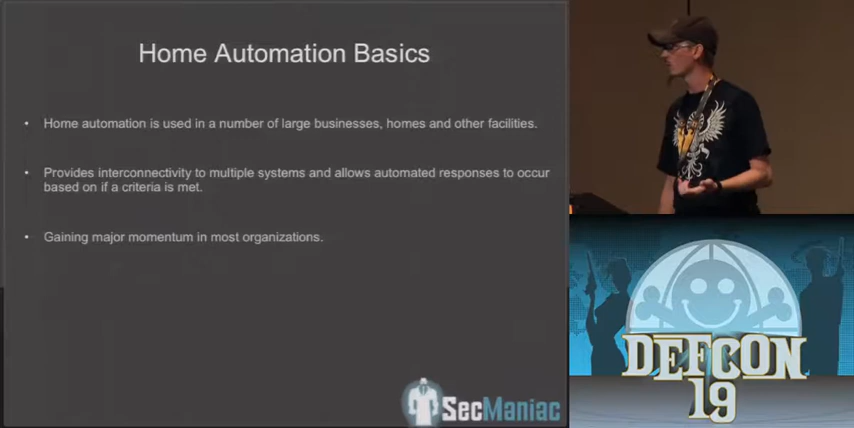 Home Automation Basics
• Home automation is used in a number of large businesses, homes and other facilities.
• Provides interconnectivity to multiple systems and allows automated responses to occur
based on if a criteria is met.
• Gaining major momentum in most organizations.
SecManiac
DEFCON
19